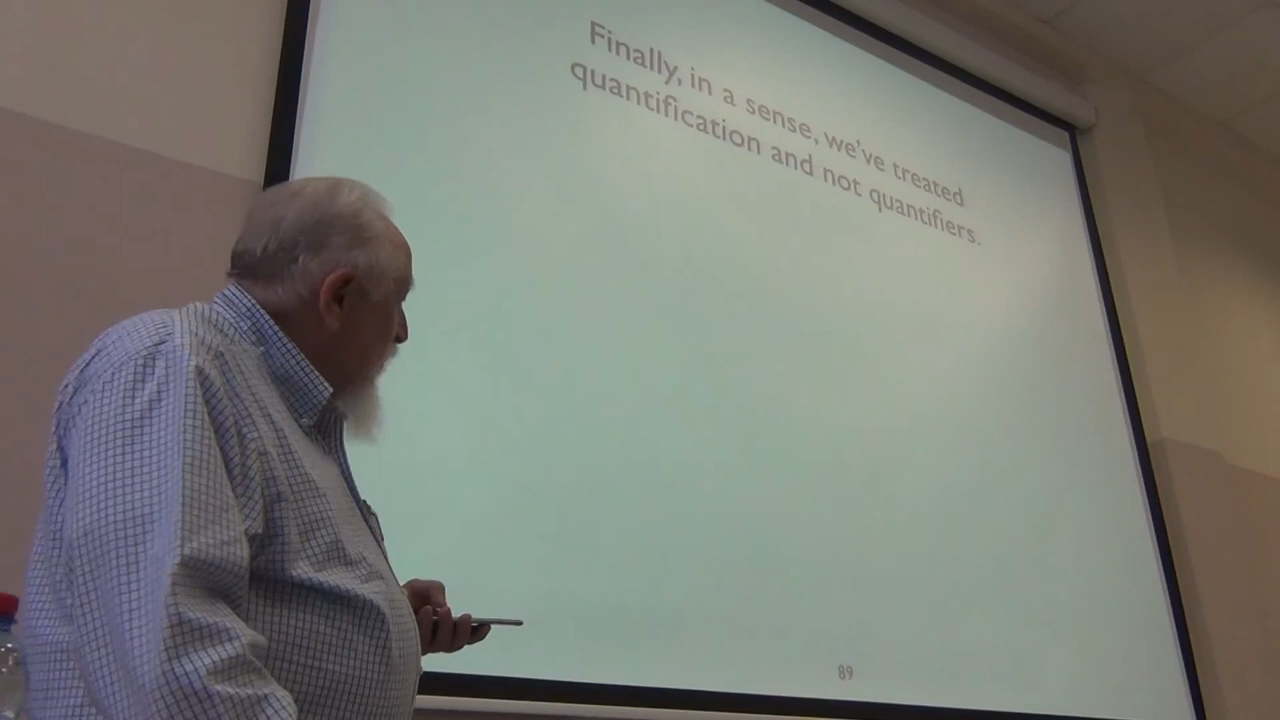 Finally, in a sense, we've treated
quantification and not quantifiers.
89